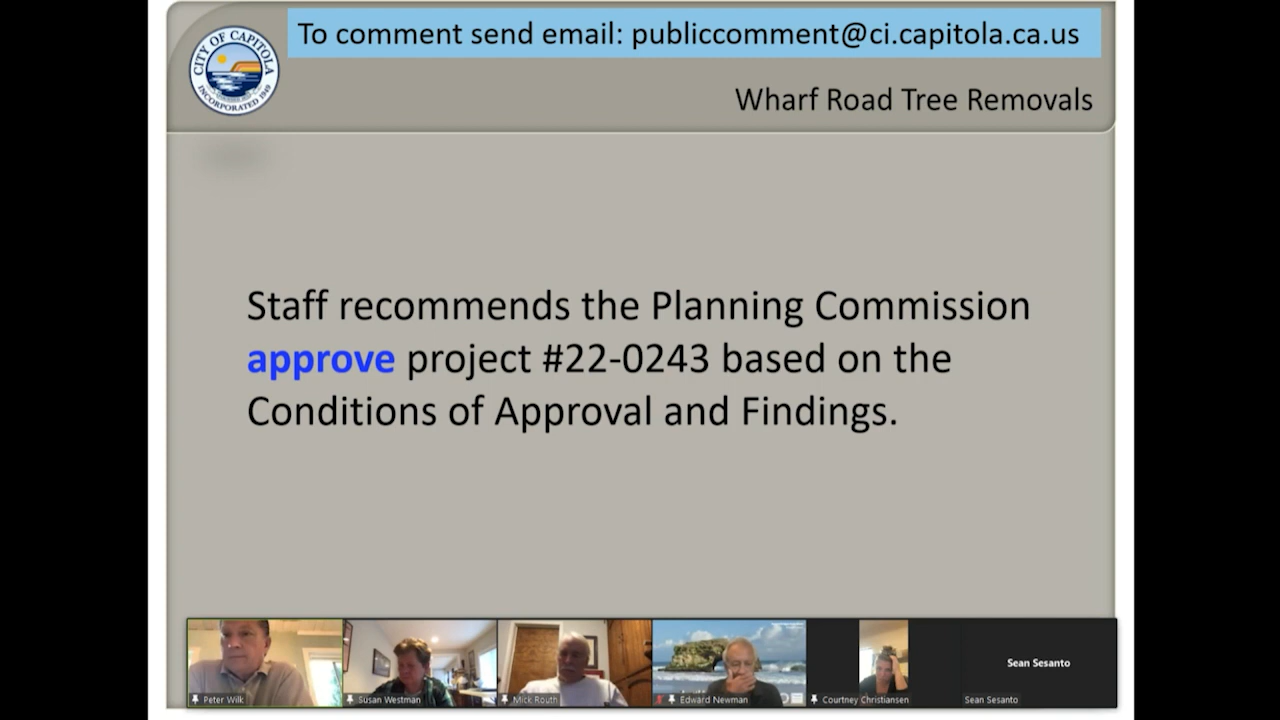 To comment send email: publiccomment@ci.capitola.ca.us
CITY OF CAPITOLA
INCORPORATED 1949
Wharf Road Tree Removals
Staff recommends the Planning Commission
approve project #22-0243 based on the
Conditions of Approval and Findings.
Sean Sesanto
Peter Wilk
Susan Westman
Mick Routh
Edward Newman
Courtney Christiansen
Sean Sesanto